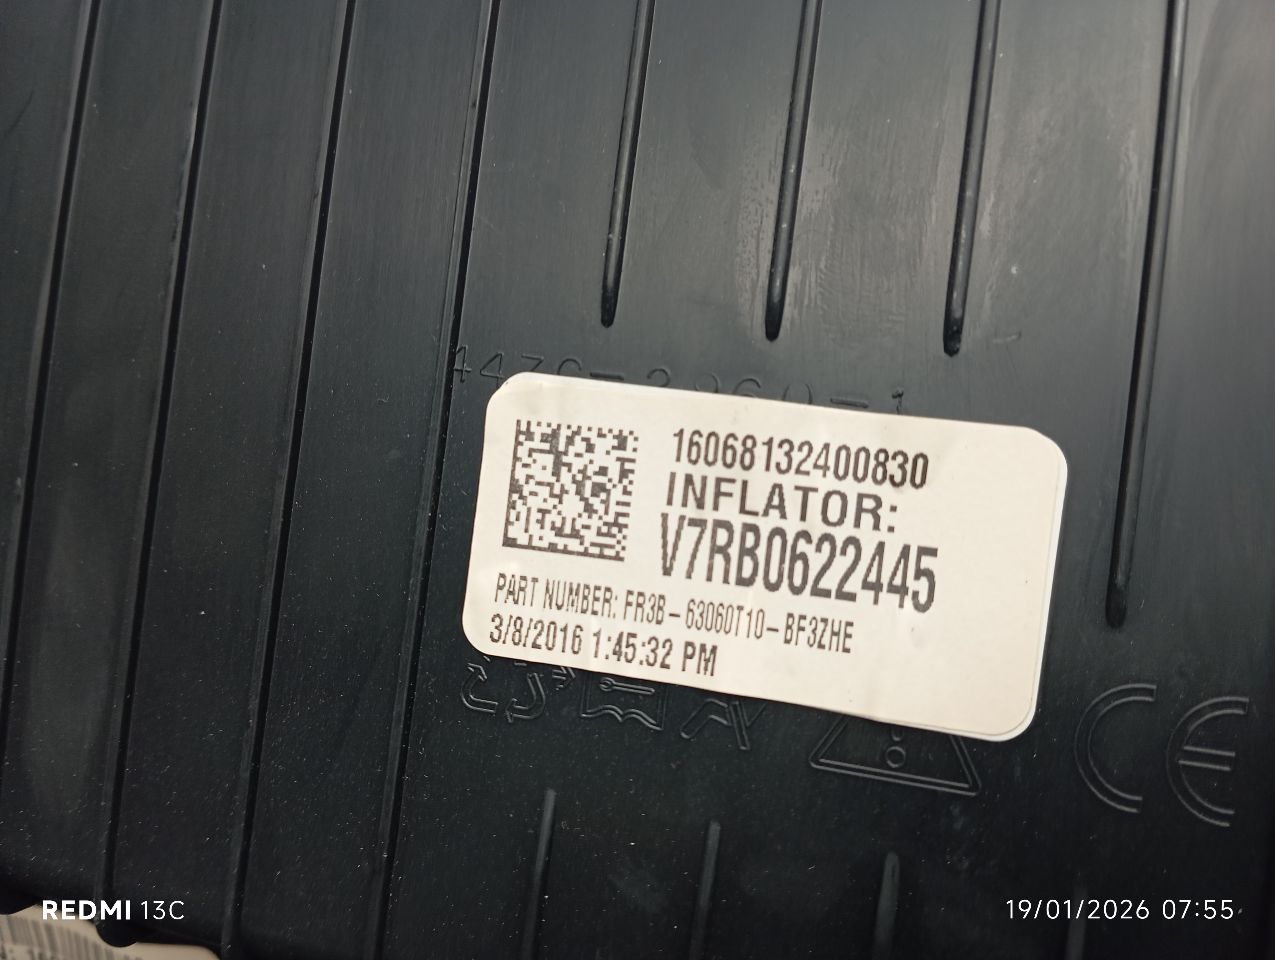 16068132400830
INFLATOR:
V7RB0622445
PART NUMBER: FR3B-63060T10-BF3ZHE
3/8/2016 1:45:32 PM
CE
REDMI 13C
19/01/2026 07:55